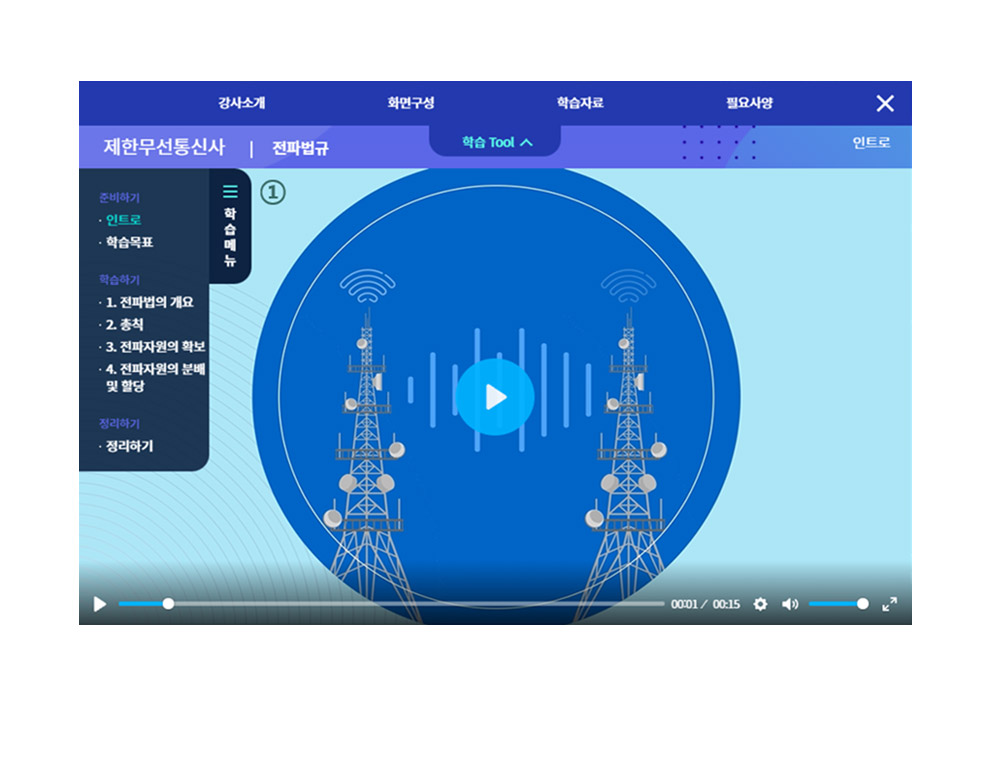 강사소개 화면구성 학습자료 필요사양
제한무선통신사 | 전파법규 학습 Tool 인트로
학습메뉴
①
준비하기
· 인트로
· 학습목표
학습하기
· 1. 전파법의 개요
· 2. 총칙
· 3. 전파자원의 확보
· 4. 전파자원의 분배
및 할당
정리하기
· 정리하기
00:01 / 00:15